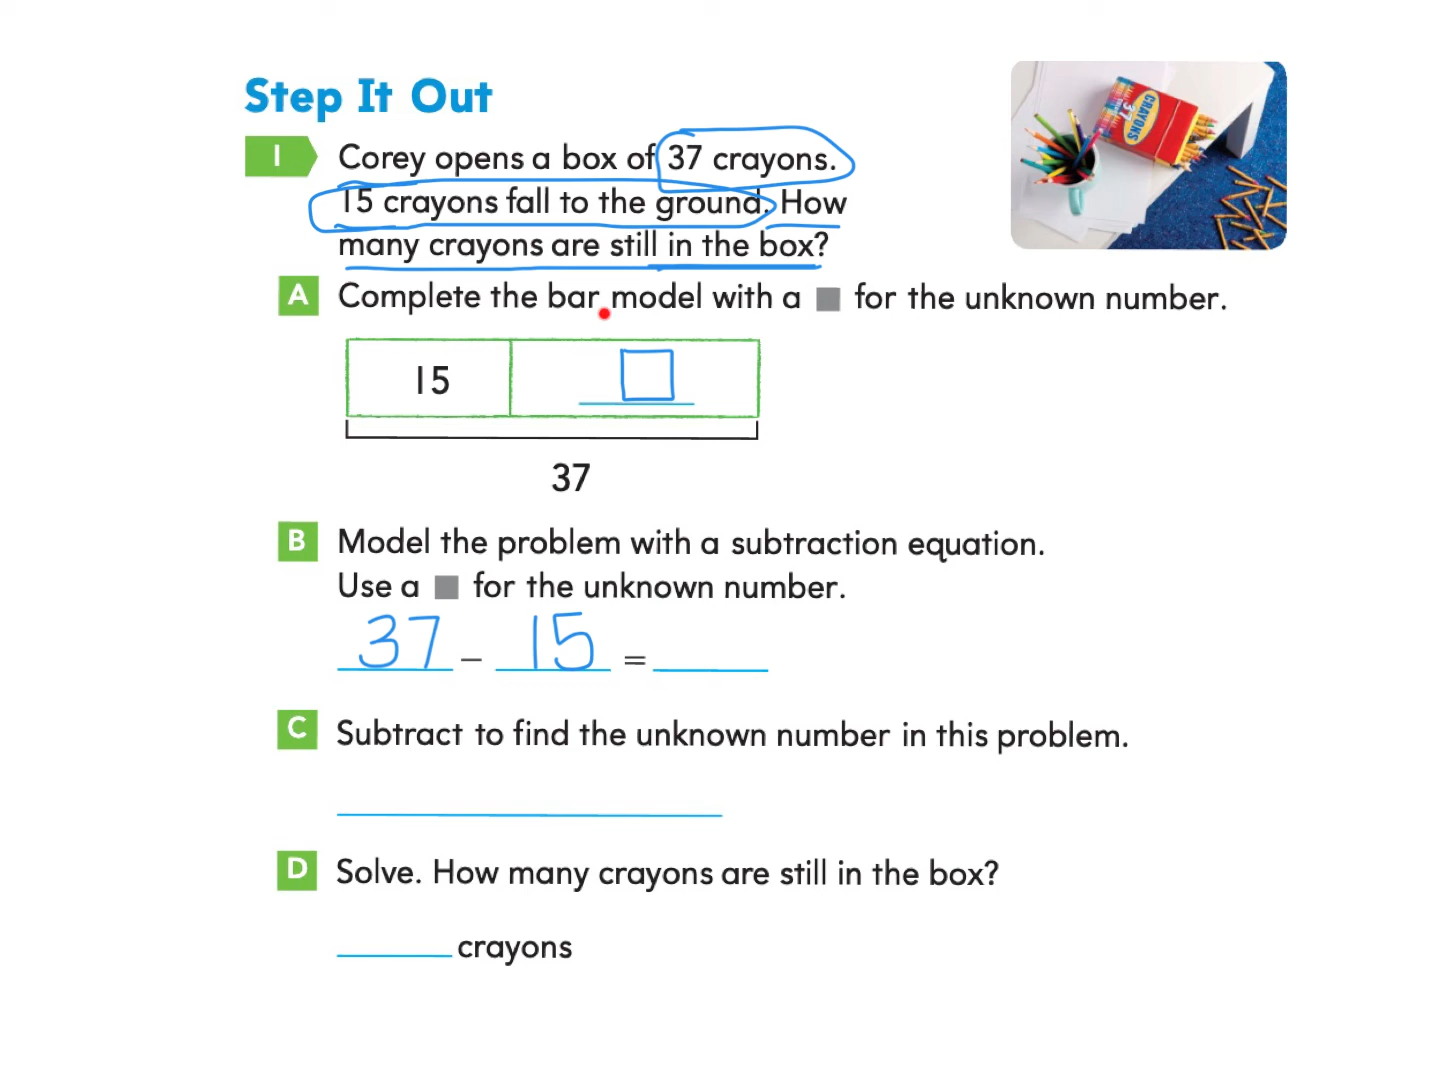 Step It Out
1 Corey opens a box of 37 crayons.
15 crayons fall to the ground. How
many crayons are still in the box?
A Complete the bar model with a ■ for the unknown number.
15 □
37
B Model the problem with a subtraction equation.
Use a ■ for the unknown number.
37 - 15 =
C Subtract to find the unknown number in this problem.
D Solve. How many crayons are still in the box?
crayons
CRAYONS
37